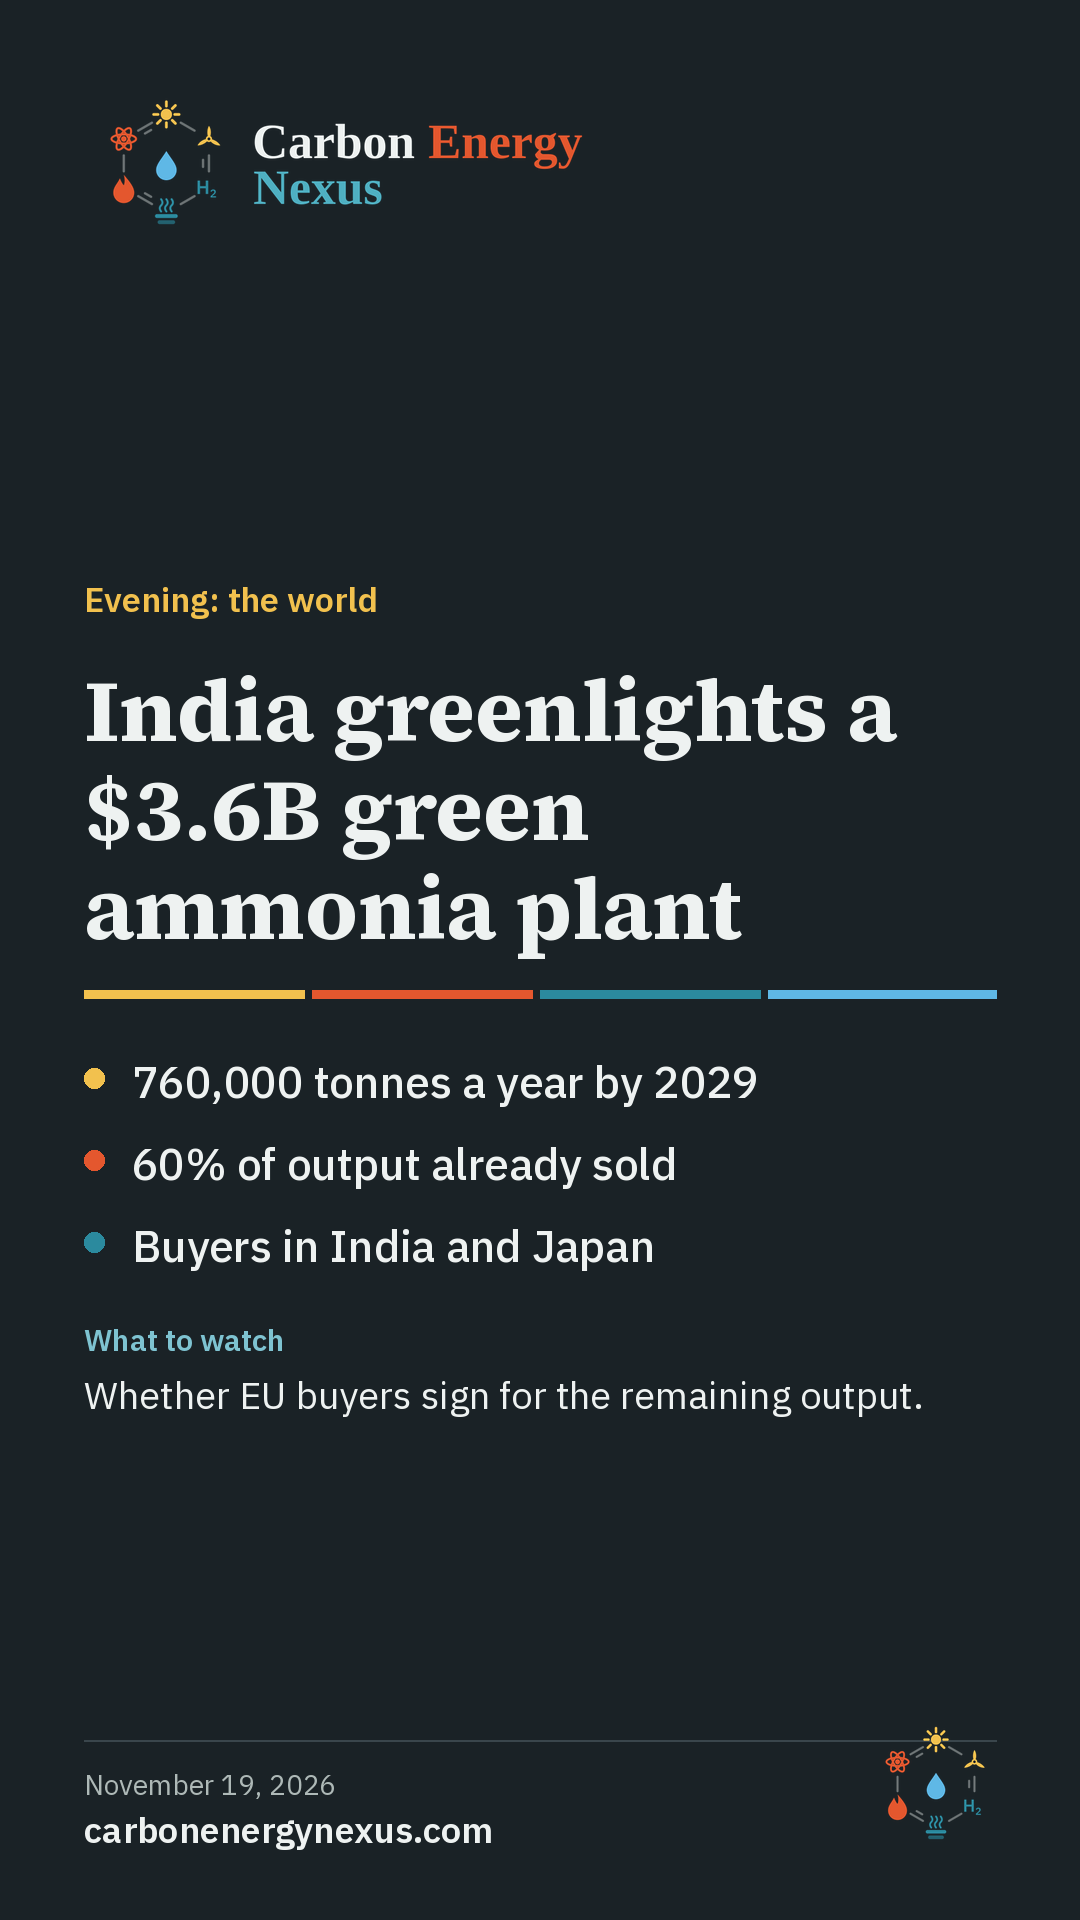 Carbon Energy
Nexus
H₂
Evening: the world
India greenlights a
$3.6B green
ammonia plant
760,000 tonnes a year by 2029
60% of output already sold
Buyers in India and Japan
What to watch
Whether EU buyers sign for the remaining output.
November 19, 2026
carbonenergynexus.com
H₂